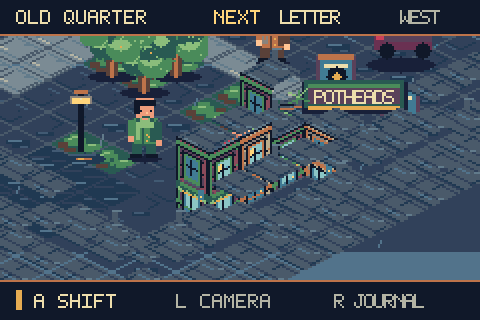 OLD QUARTER NEXT LETTER WEST
POTHEADS
A SHIFT L CAMERA R JOURNAL